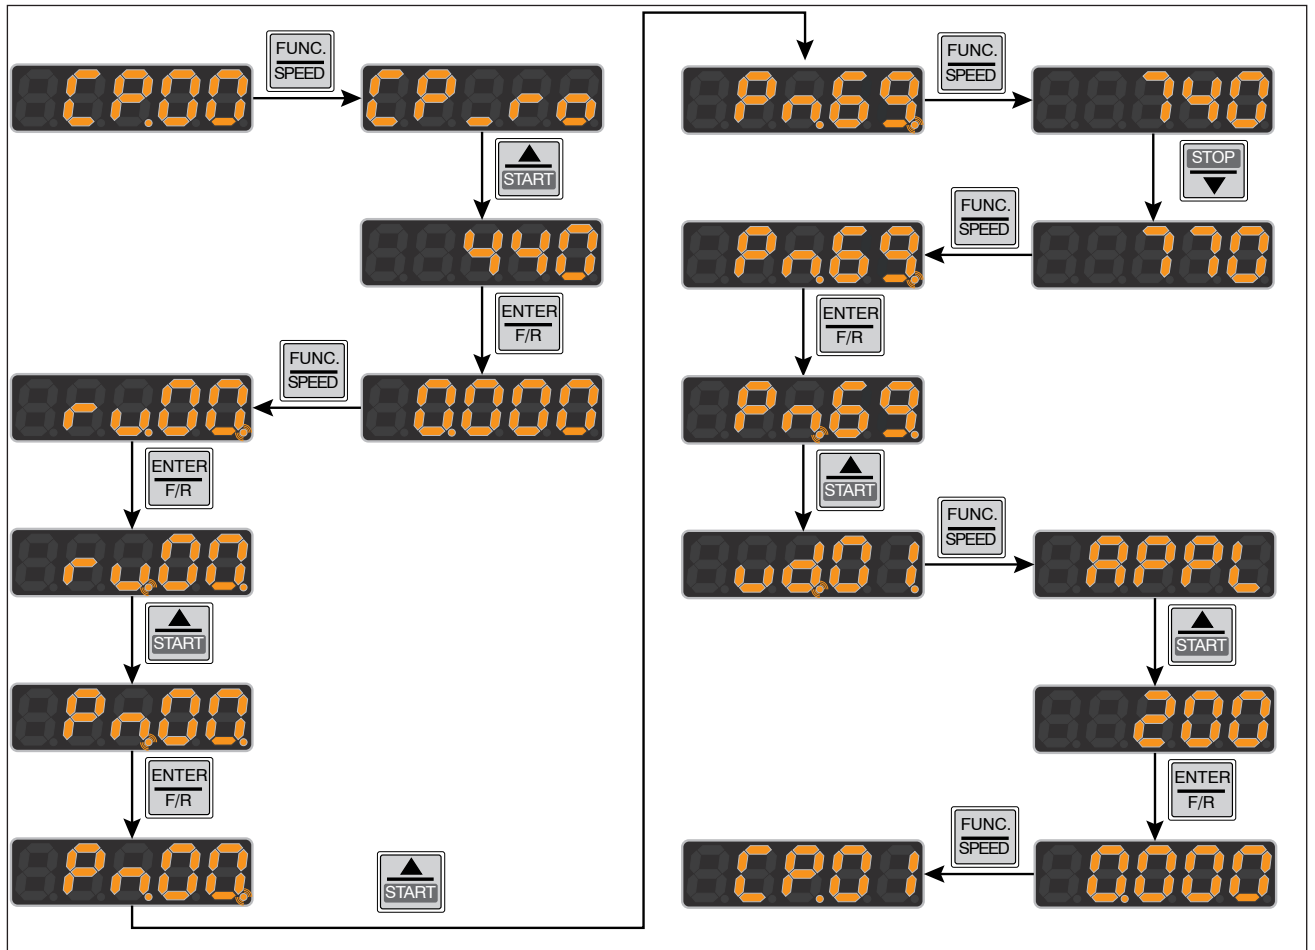 CP.00
FUNC.
SPEED
CP_ro
START
440
ENTER
F/R
0.000
FUNC.
SPEED
ru.00.
ENTER
F/R
ru.00.
START
Pn.00.
ENTER
F/R
Pn.00.
START
Pn.69.
FUNC.
SPEED
740
STOP
770
FUNC.
SPEED
Pn.69.
ENTER
F/R
Pn.69.
START
ud.01.
FUNC.
SPEED
APPL
START
200
ENTER
F/R
0.000
FUNC.
SPEED
CP.01